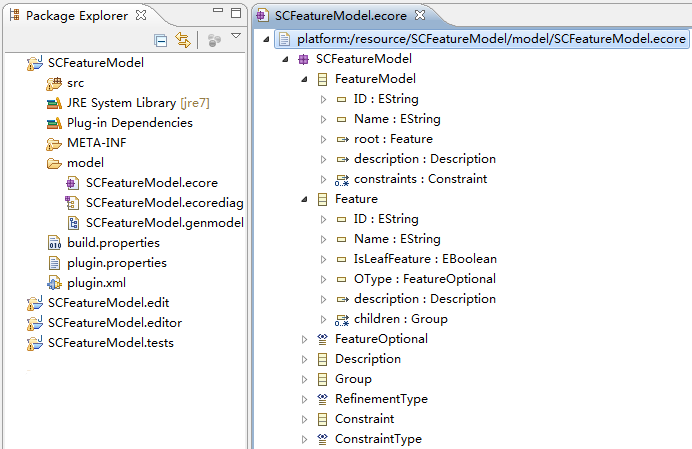 Package Explorer
SCFeatureModel
src
JRE System Library [jre7]
Plug-in Dependencies
META-INF
model
SCFeatureModel.ecore
SCFeatureModel.ecorediag
SCFeatureModel.genmodel
build.properties
plugin.properties
plugin.xml
SCFeatureModel.edit
SCFeatureModel.editor
SCFeatureModel.tests
SCFeatureModel.ecore
platform:/resource/SCFeatureModel/model/SCFeatureModel.ecore
SCFeatureModel
FeatureModel
ID : EString
Name : EString
root : Feature
description : Description
0..* constraints : Constraint
Feature
ID : EString
Name : EString
IsLeafFeature : EBoolean
OType : FeatureOptional
description : Description
0..* children : Group
FeatureOptional
Description
Group
RefinementType
Constraint
ConstraintType